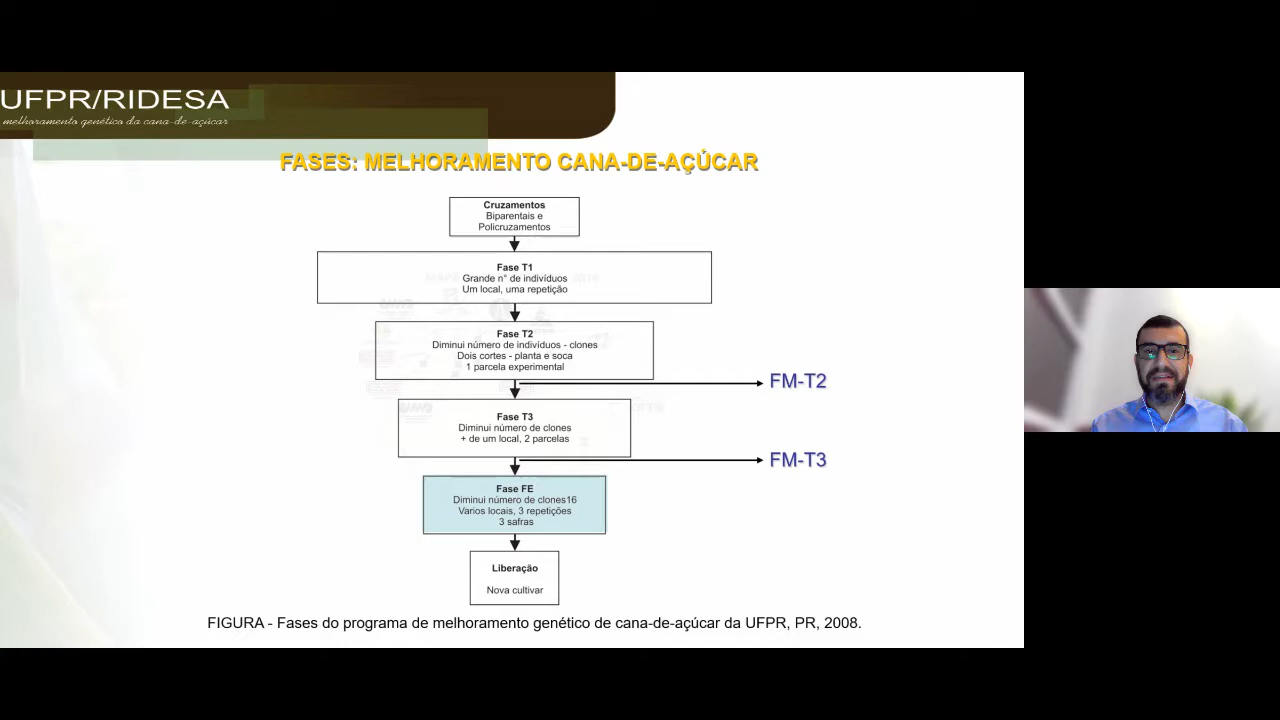 UFPR/RIDESA
melhoramento genético da cana-de-açúcar
FASES: MELHORAMENTO CANA-DE-AÇÚCAR
Cruzamentos
Biparentais e
Policruzamentos
Fase T1
Grande n° de indivíduos
Um local, uma repetição
Fase T2
Diminui número de indivíduos - clones
Dois cortes - planta e soca
1 parcela experimental
FM-T2
Fase T3
Diminui número de clones
+ de um local, 2 parcelas
FM-T3
Fase FE
Diminui número de clones16
Varios locais, 3 repetições
3 safras
Liberação
Nova cultivar
FIGURA - Fases do programa de melhoramento genético de cana-de-açúcar da UFPR, PR, 2008.